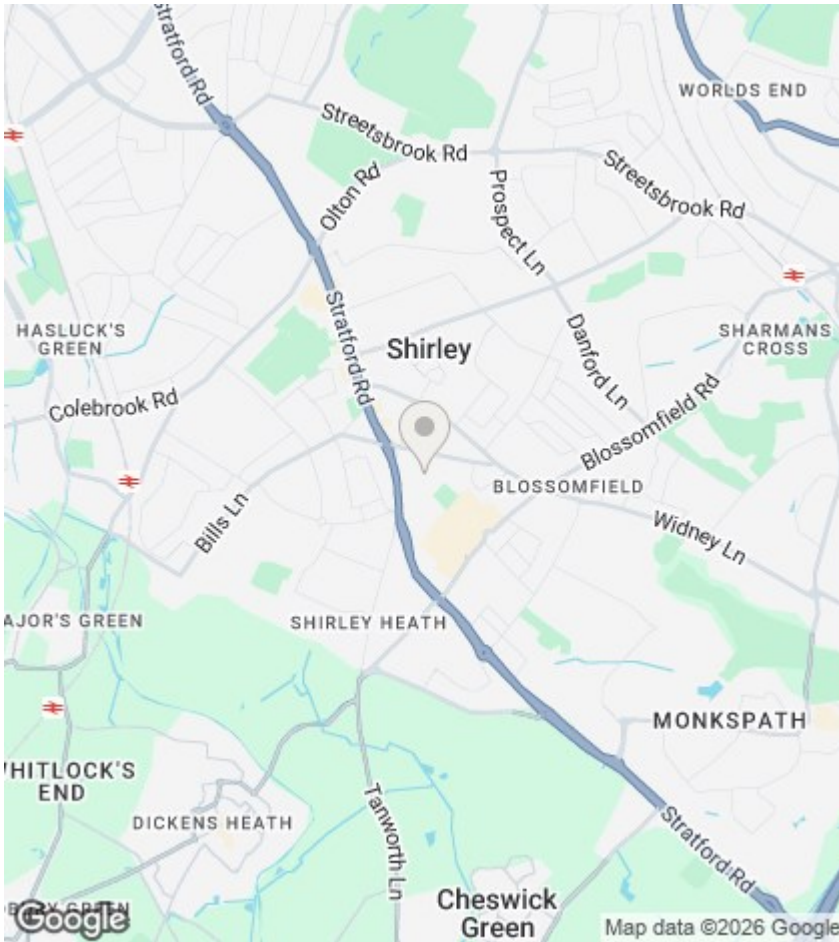 Stratford Rd
WORLDS END
Streetsbrook Rd
Streetsbrook Rd
Olton Rd
Prospect Ln
HASLUCK'S
GREEN
Stratford Rd
Shirley
Danford Ln
SHARMANS
CROSS
Colebrook Rd
Blossomfield Rd
BLOSSOMFIELD
Bills Ln
Widney Ln
AJOR'S GREEN
SHIRLEY HEATH
MONKSPATH
WHITLOCK'S
END
DICKENS HEATH
Tanworth Ln
Stratford Rd
Cheswick
Green
Google
Map data ©2026 Google